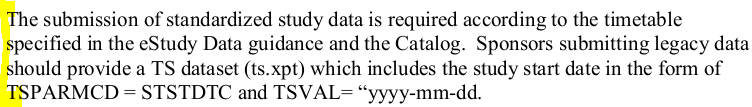 The submission of standardized study data is required according to the timetable
specified in the eStudy Data guidance and the Catalog.  Sponsors submitting legacy data
should provide a TS dataset (ts.xpt) which includes the study start date in the form of
TSPARMCD = STSTDTC and TSVAL= “yyyy-mm-dd.